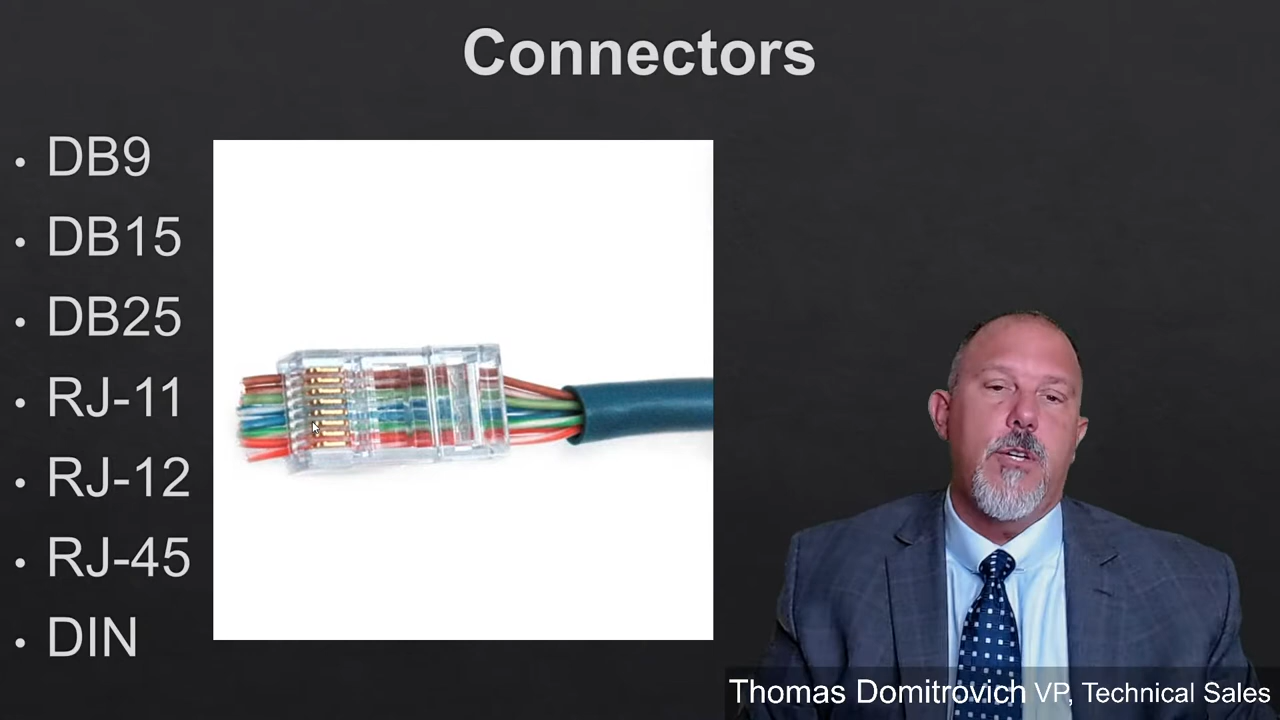 Connectors
• DB9
• DB15
• DB25
• RJ-11
• RJ-12
• RJ-45
• DIN
Thomas Domitrovich VP, Technical Sales